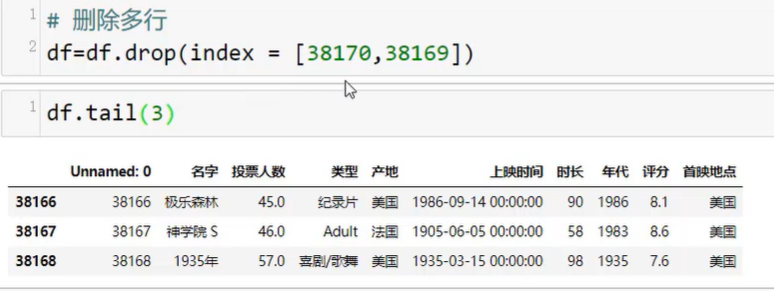 1 # 删除多行
2 df=df.drop(index = [38170,38169])
1 df.tail(3)
Unnamed: 0 名字 投票人数 类型 产地 上映时间 时长 年代 评分 首映地点
38166 38166 极乐森林 45.0 纪录片 美国 1986-09-14 00:00:00 90 1986 8.1 美国
38167 38167 神学院 S 46.0 Adult 法国 1905-06-05 00:00:00 58 1983 8.6 美国
38168 38168 1935年 57.0 喜剧/歌舞 美国 1935-03-15 00:00:00 98 1935 7.6 美国